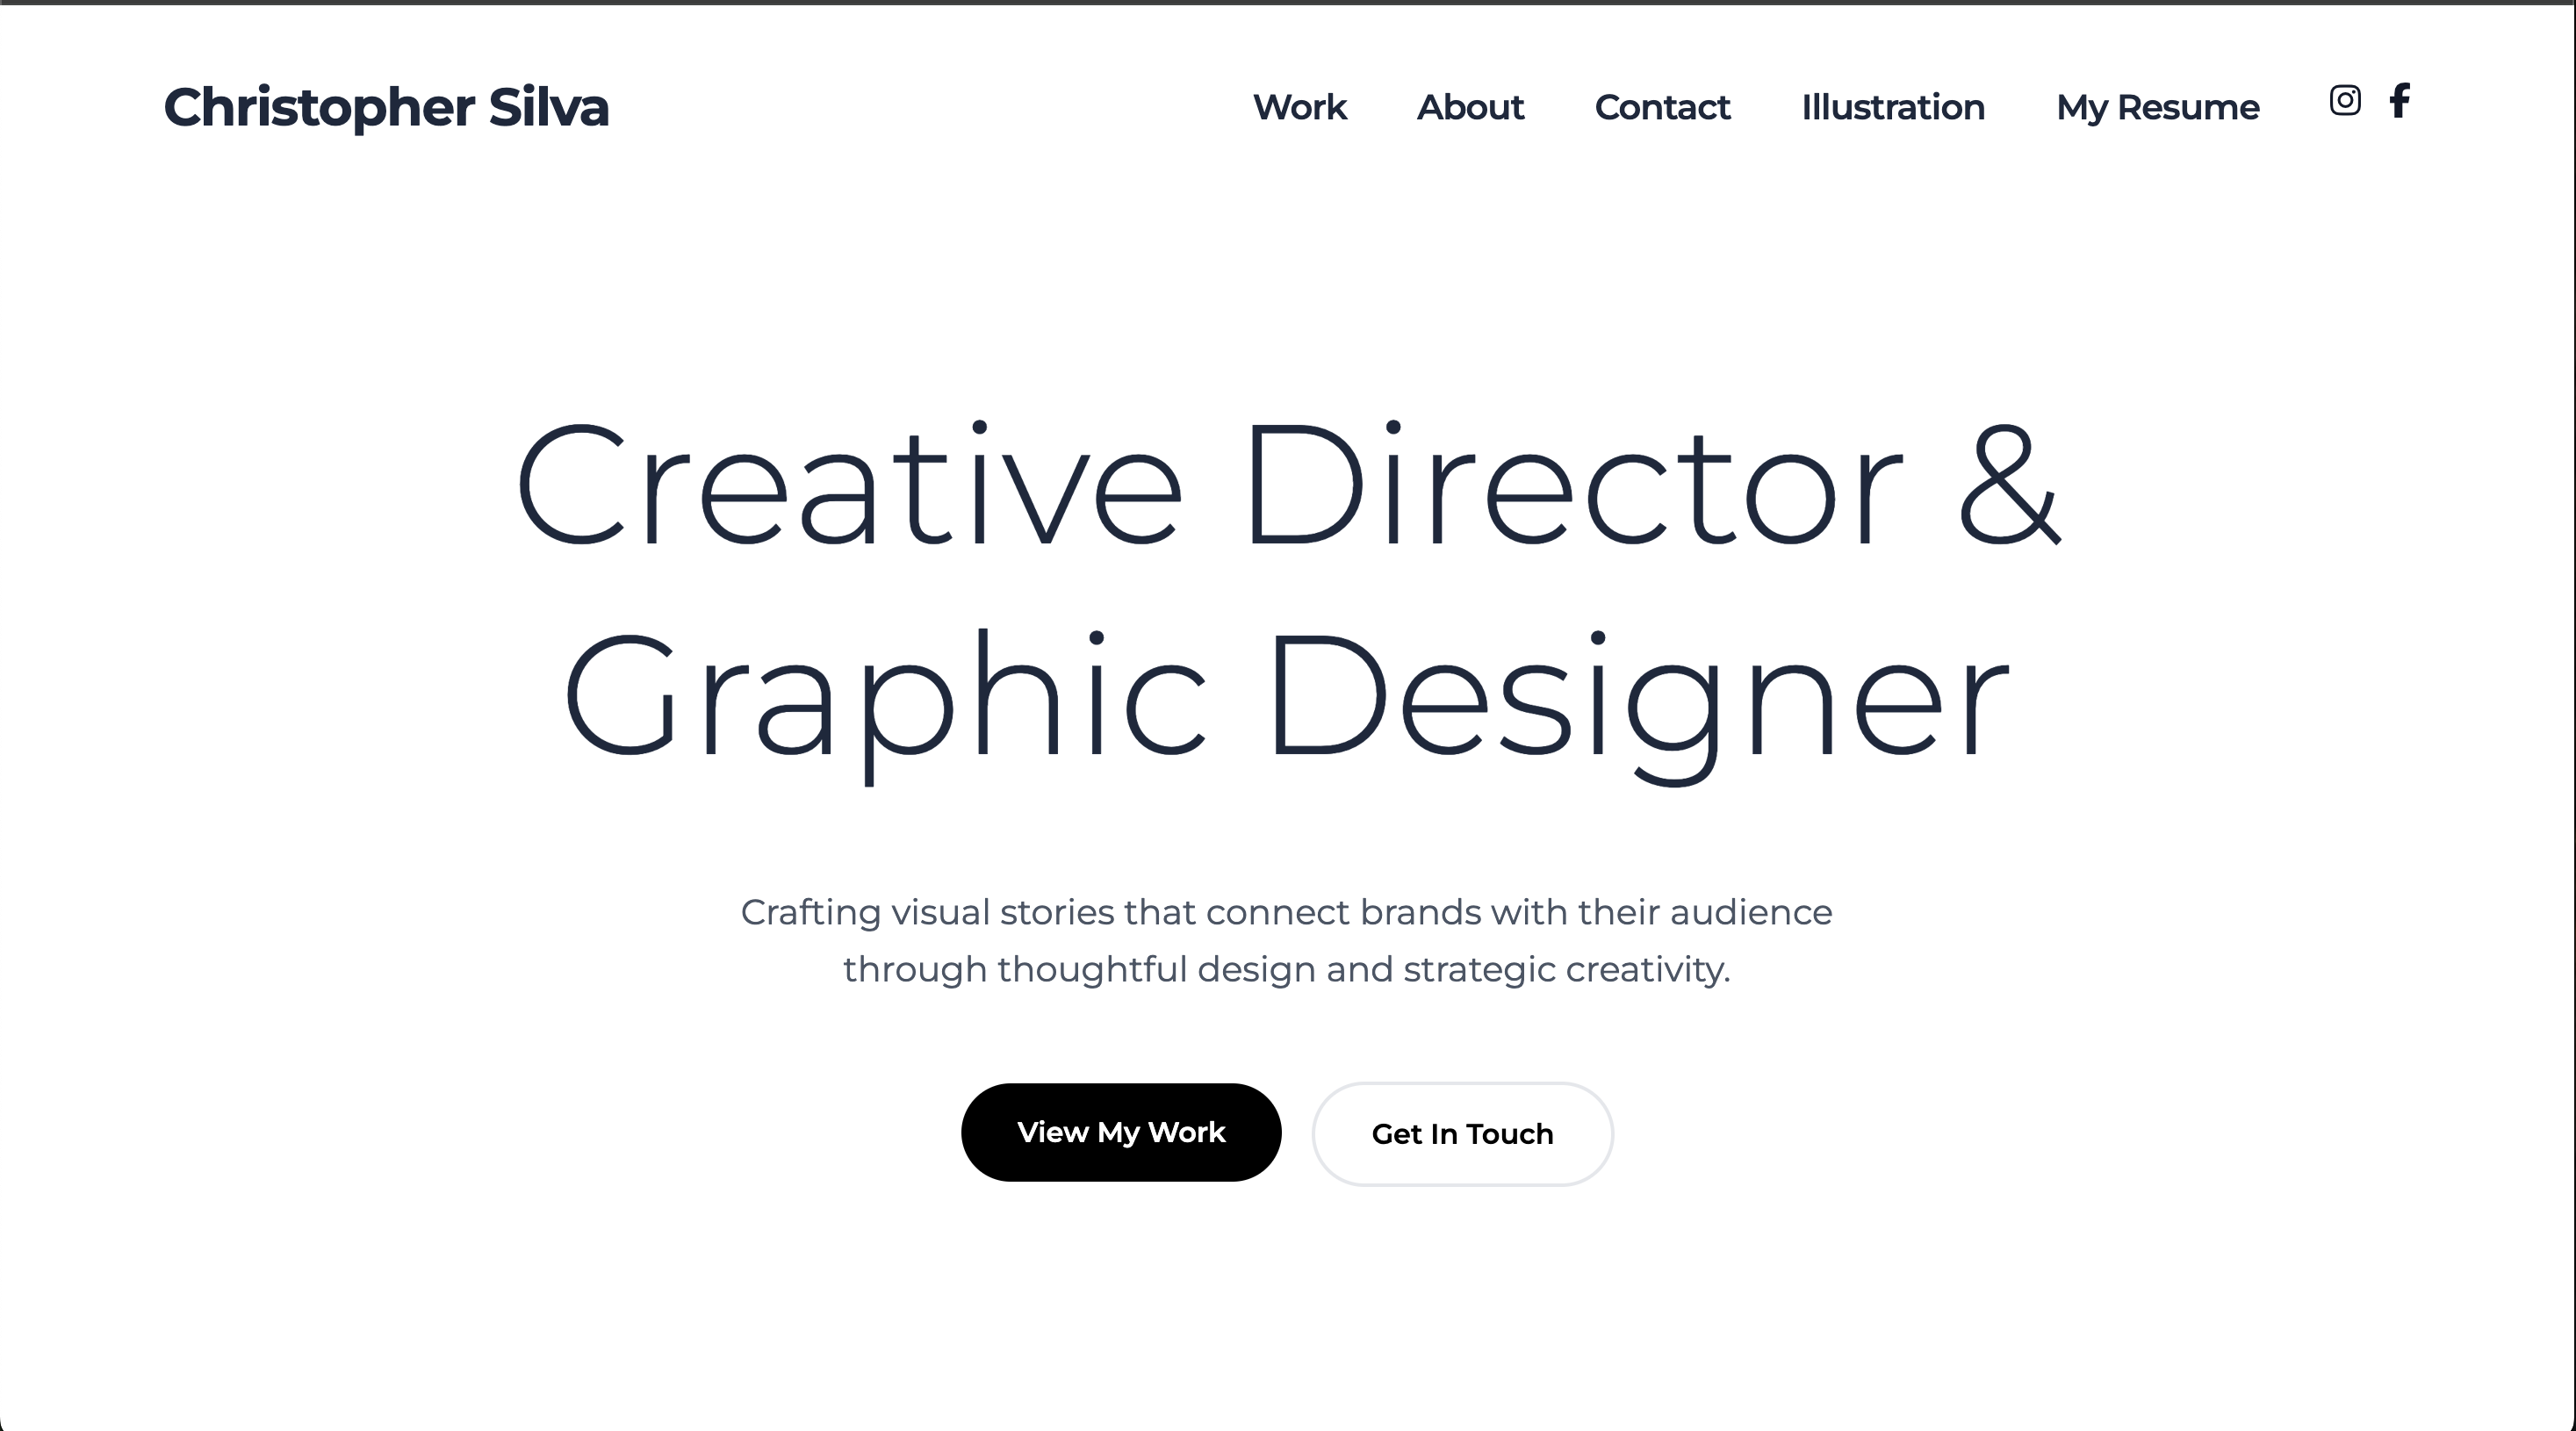 Christopher Silva
Work About Contact Illustration My Resume
Creative Director &
Graphic Designer
Crafting visual stories that connect brands with their audience
through thoughtful design and strategic creativity.
View My Work Get In Touch